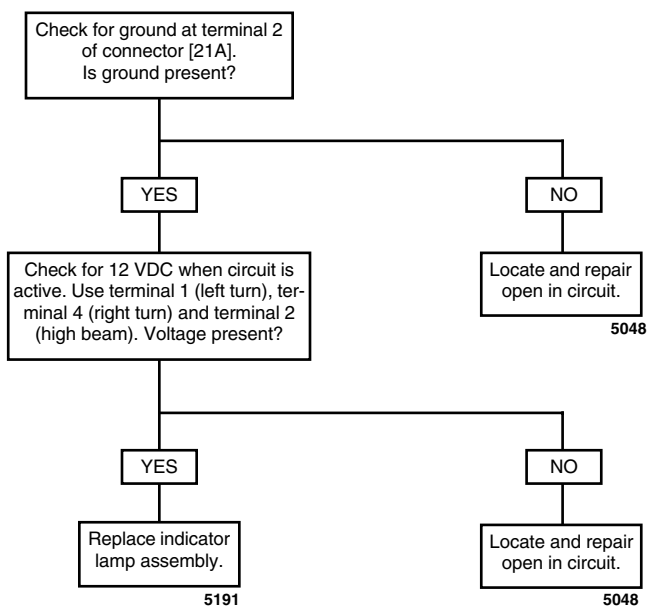 Check for ground at terminal 2
of connector [21A].
Is ground present?
YES
NO
Check for 12 VDC when circuit is
active. Use terminal 1 (left turn), ter-
minal 4 (right turn) and terminal 2
(high beam). Voltage present?
Locate and repair
open in circuit.
5048
YES
NO
Replace indicator
lamp assembly.
5191
Locate and repair
open in circuit.
5048